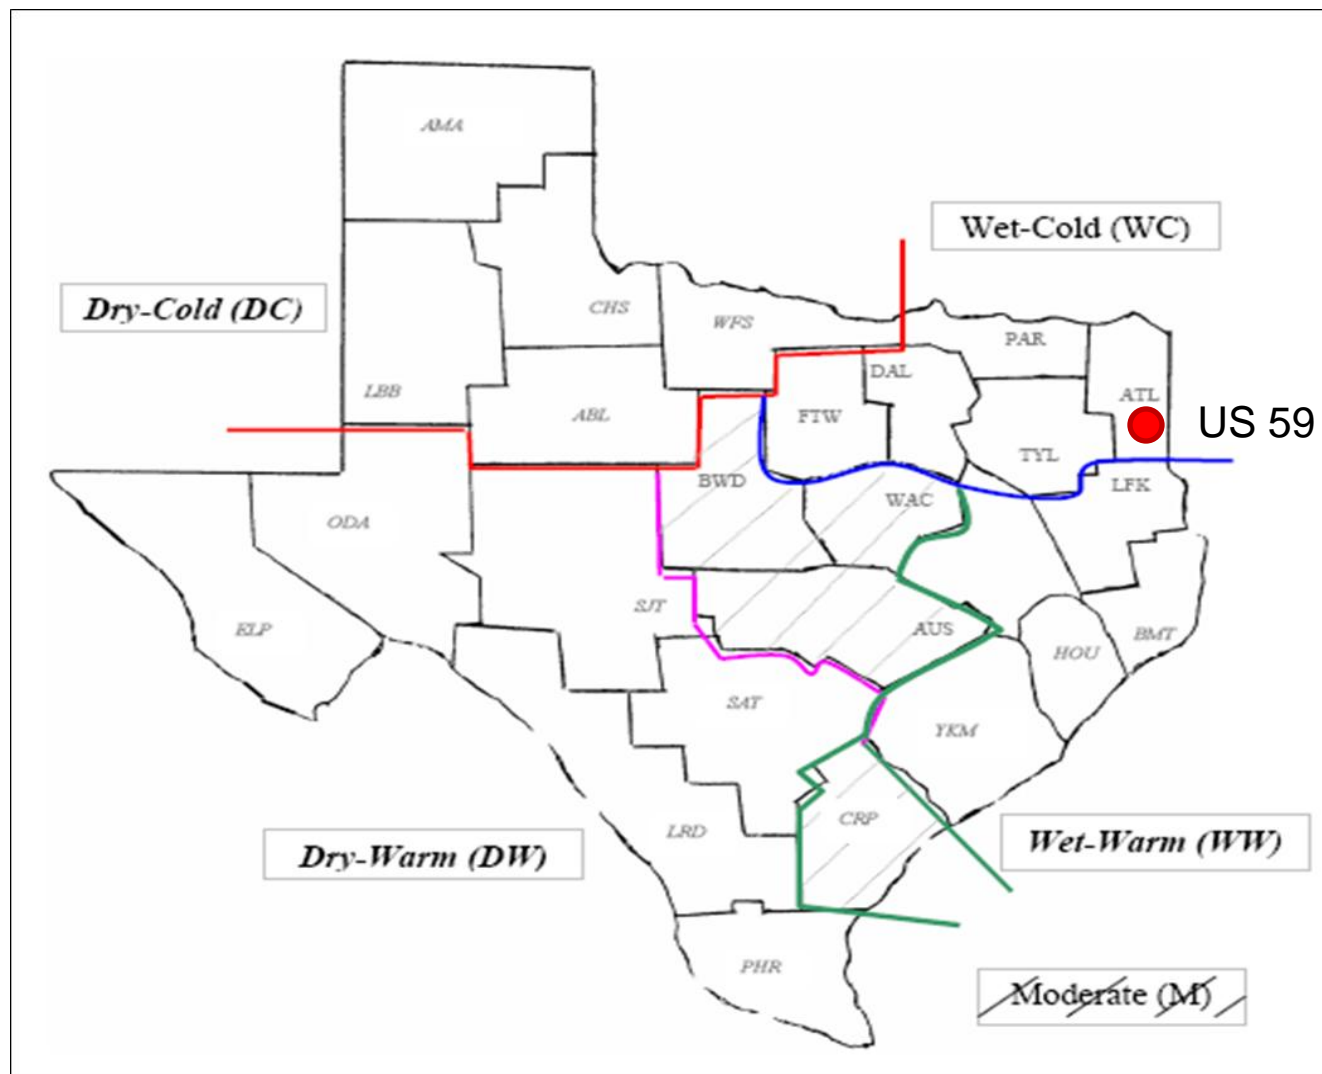 AMA
Wet-Cold (WC)
Dry-Cold (DC)
CHS
WFS
PAR
DAL
LBB
ABL
FTW
ATL
US 59
TYL
BWD
WAC
LFK
ODA
SJT
AUS
ELP
HOU
BMT
SAT
YKM
LRD
CRP
Dry-Warm (DW)
Wet-Warm (WW)
PHR
Moderate (M)